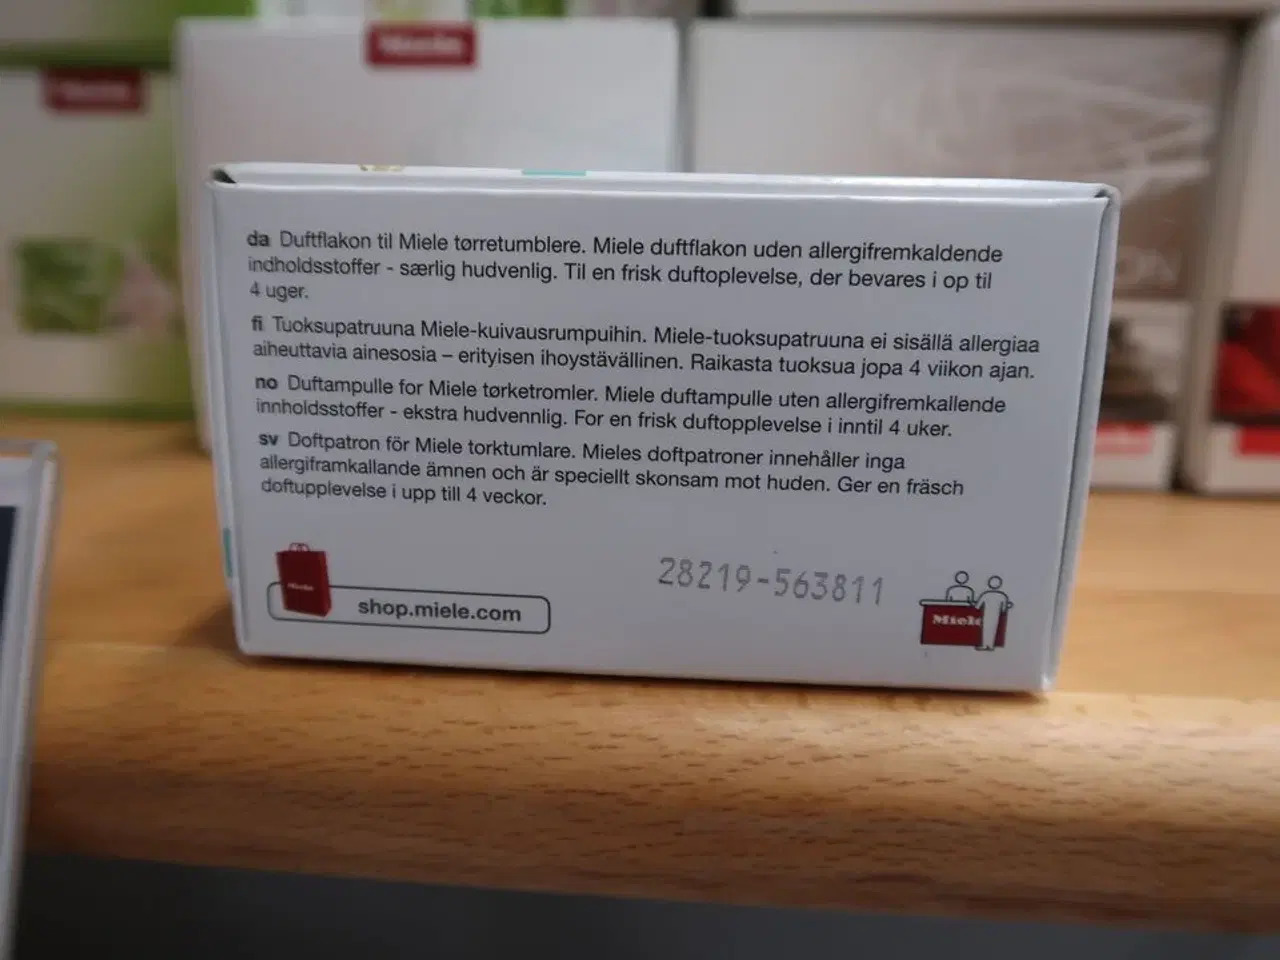 Miele
Miele
da Duftflakon til Miele tørretumblere. Miele duftflakon uden allergifremkaldende
indholdsstoffer - særlig hudvenlig. Til en frisk duftoplevelse, der bevares i op til
4 uger.
fi Tuoksupatruuna Miele-kuivausrumpuihin. Miele-tuoksupatruuna ei sisällä allergiaa
aiheuttavia ainesosia – erityisen ihoystävällinen. Raikasta tuoksua jopa 4 viikon ajan.
no Duftampulle for Miele tørketromler. Miele duftampulle uten allergifremkallende
innholdsstoffer - ekstra hudvennlig. For en frisk duftopplevelse i inntil 4 uker.
sv Doftpatron för Miele torktumlare. Mieles doftpatroner innehåller inga
allergiframkallande ämnen och är speciellt skonsam mot huden. Ger en fräsch
doftupplevelse i upp till 4 veckor.
28219-563811
Miele
shop.miele.com
Miele